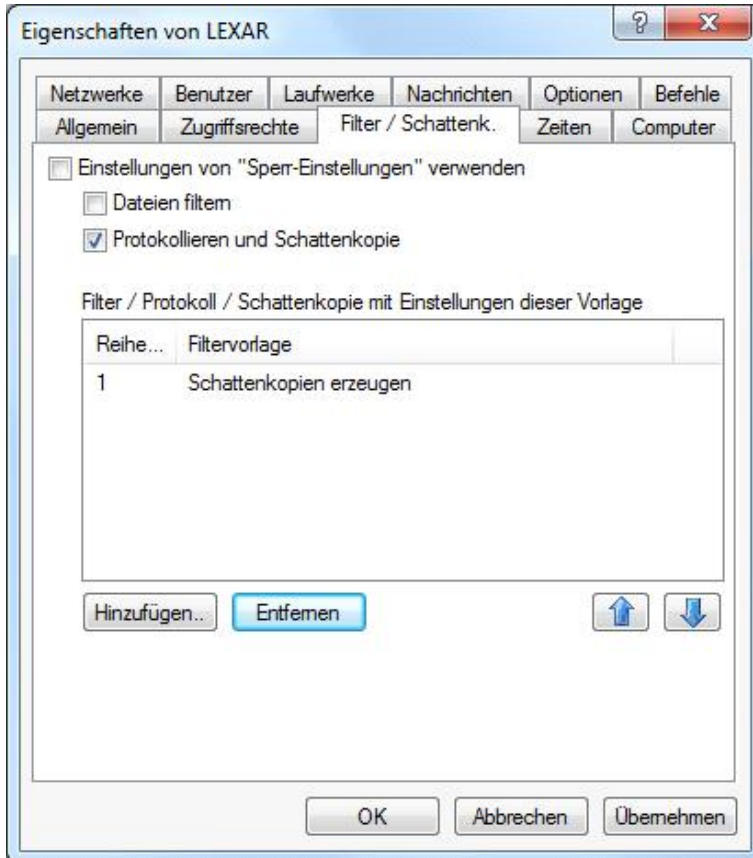 Eigenschaften von LEXAR
Netzwerke Benutzer Laufwerke Nachrichten Optionen Befehle
Allgemein Zugriffsrechte Filter / Schattenk. Zeiten Computer
Einstellungen von "Sperr-Einstellungen" verwenden
Dateien filtern
Protokollieren und Schattenkopie
Filter / Protokoll / Schattenkopie mit Einstellungen dieser Vorlage
Reihe... Filtervorlage
1 Schattenkopien erzeugen
Hinzufügen.. Entfernen
OK Abbrechen Übernehmen